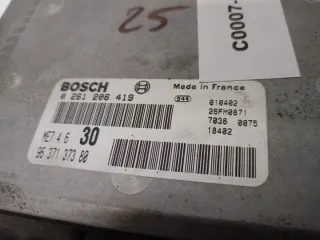 25
C0007-
BOSCH
Made in France
0 261 206 419
944
010402
26FM0671
7036 0075
18402
ME7.4.6 30
96 371 373 80